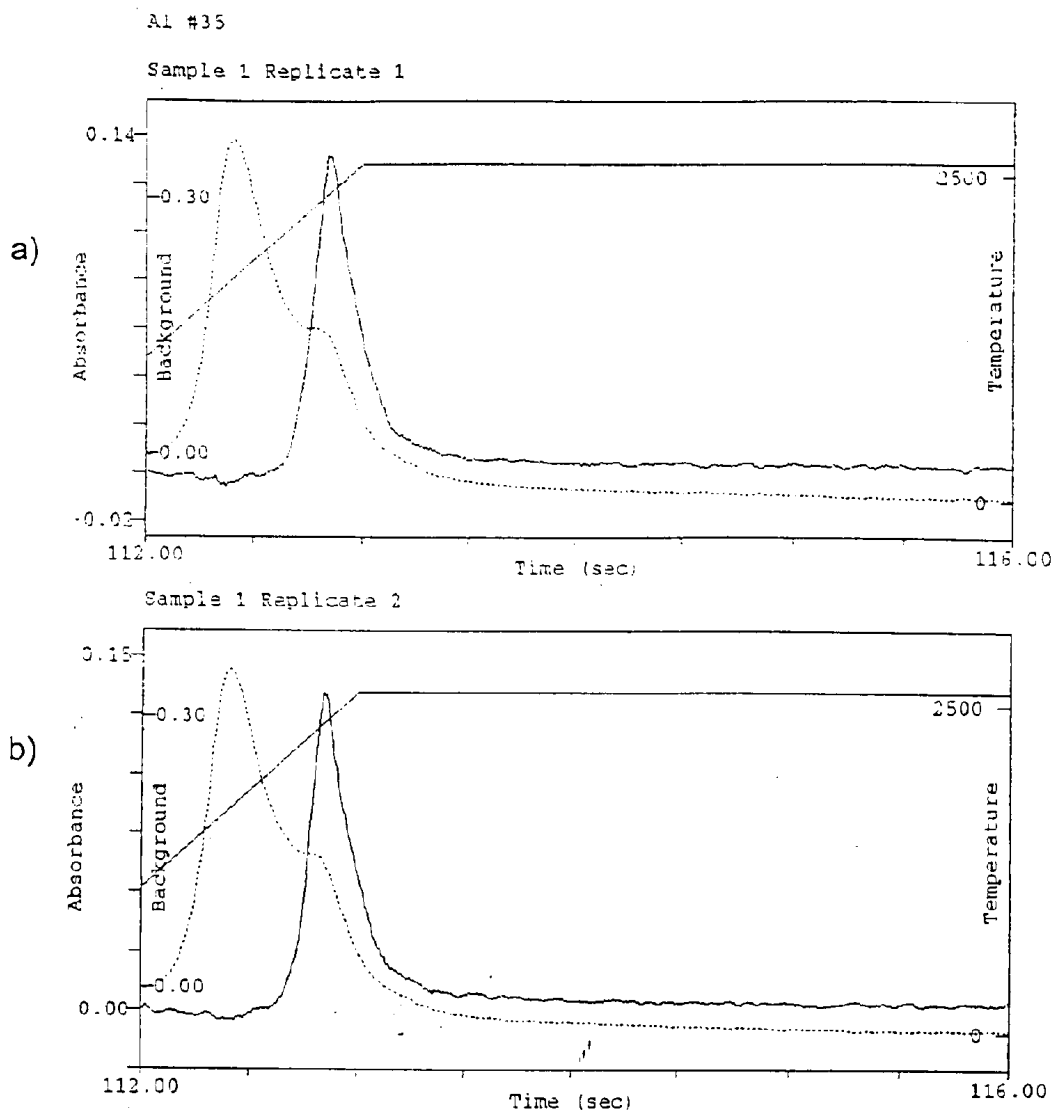 Al #35
Sample 1 Replicate 1
a)
0.14
0.30
2500
Absorbance
Background
Temperature
0.00
0
-0.02
112.00
116.00
Time (sec)
Sample 1 Replicate 2
b)
0.15
0.30
2500
Absorbance
Background
Temperature
0.00
0.00
0
112.00
116.00
Time (sec)